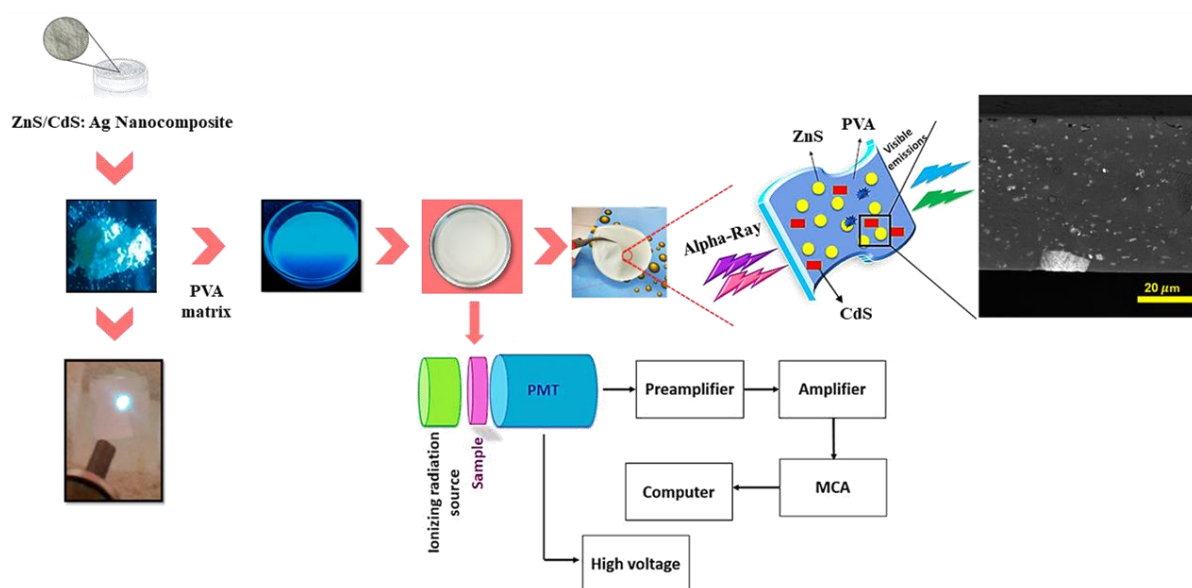 ZnS/CdS: Ag Nanocomposite
PVA
matrix
Alpha-Ray
ZnS
PVA
Visible
emissions
CdS
20 μm
Ionizing radiation
source
Sample
PMT
Preamplifier
Amplifier
MCA
Computer
High voltage